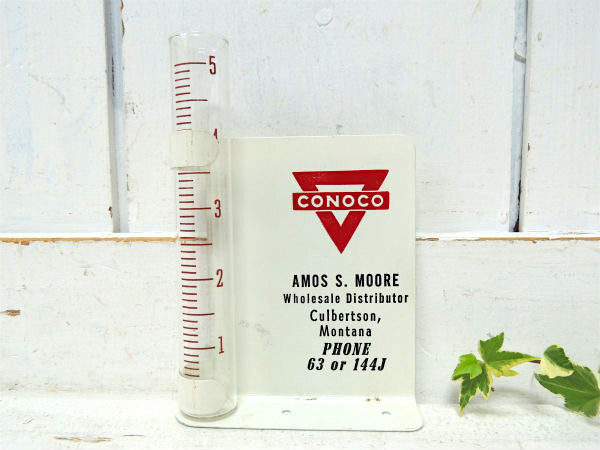 5
4
3
2
1
CONOCO
AMOS S. MOORE
Wholesale Distributor
Culbertson,
Montana
PHONE
63 or 144J